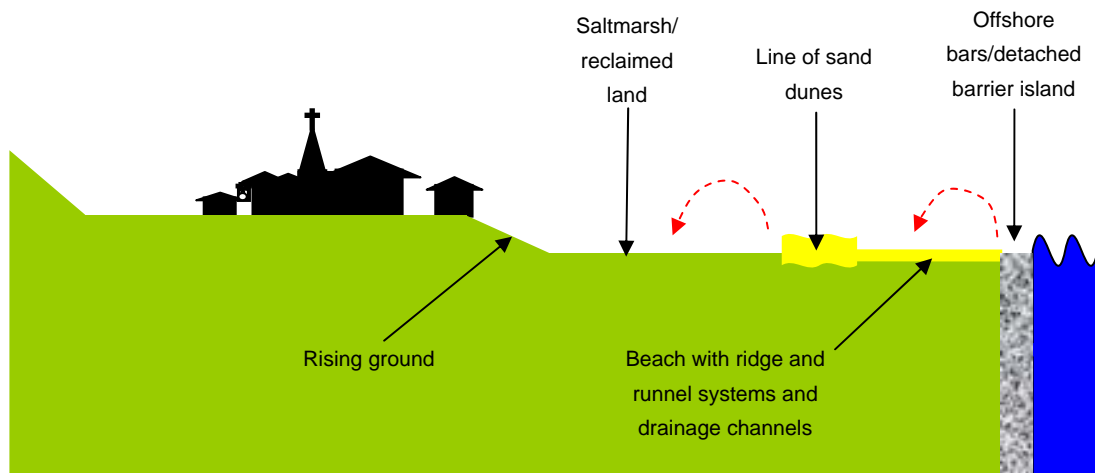 Saltmarsh/
reclaimed
land
Line of sand
dunes
Offshore
bars/detached
barrier island
Rising ground
Beach with ridge and
runnel systems and
drainage channels